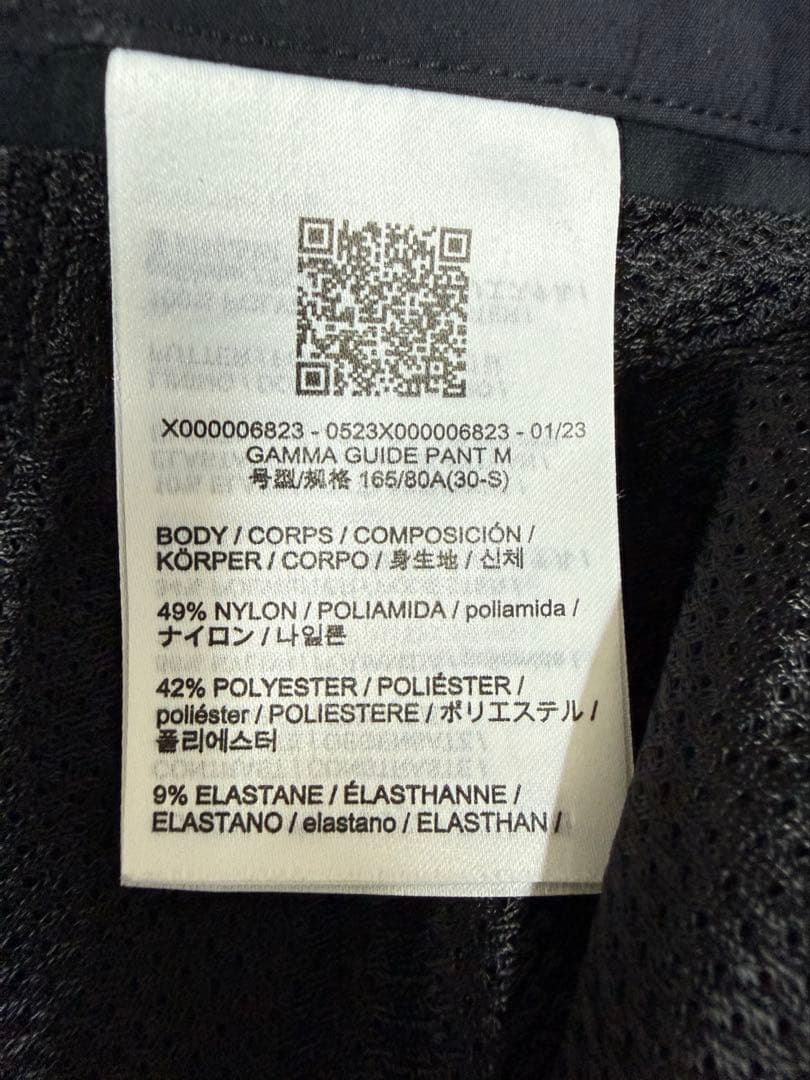 X000006823 - 0523X000006823 - 01/23
GAMMA GUIDE PANT M
号型/规格 165/80A(30-S)
BODY / CORPS / COMPOSICIÓN /
KÖRPER / CORPO / 身生地 / 신체
49% NYLON / POLIAMIDA / poliamida /
ナイロン / 나일론
42% POLYESTER / POLIÉSTER /
poliéster / POLIESTERE / ポリエステル /
폴리에스터
9% ELASTANE / ÉLASTHANNE /
ELASTANO / elastano / ELASTHAN /